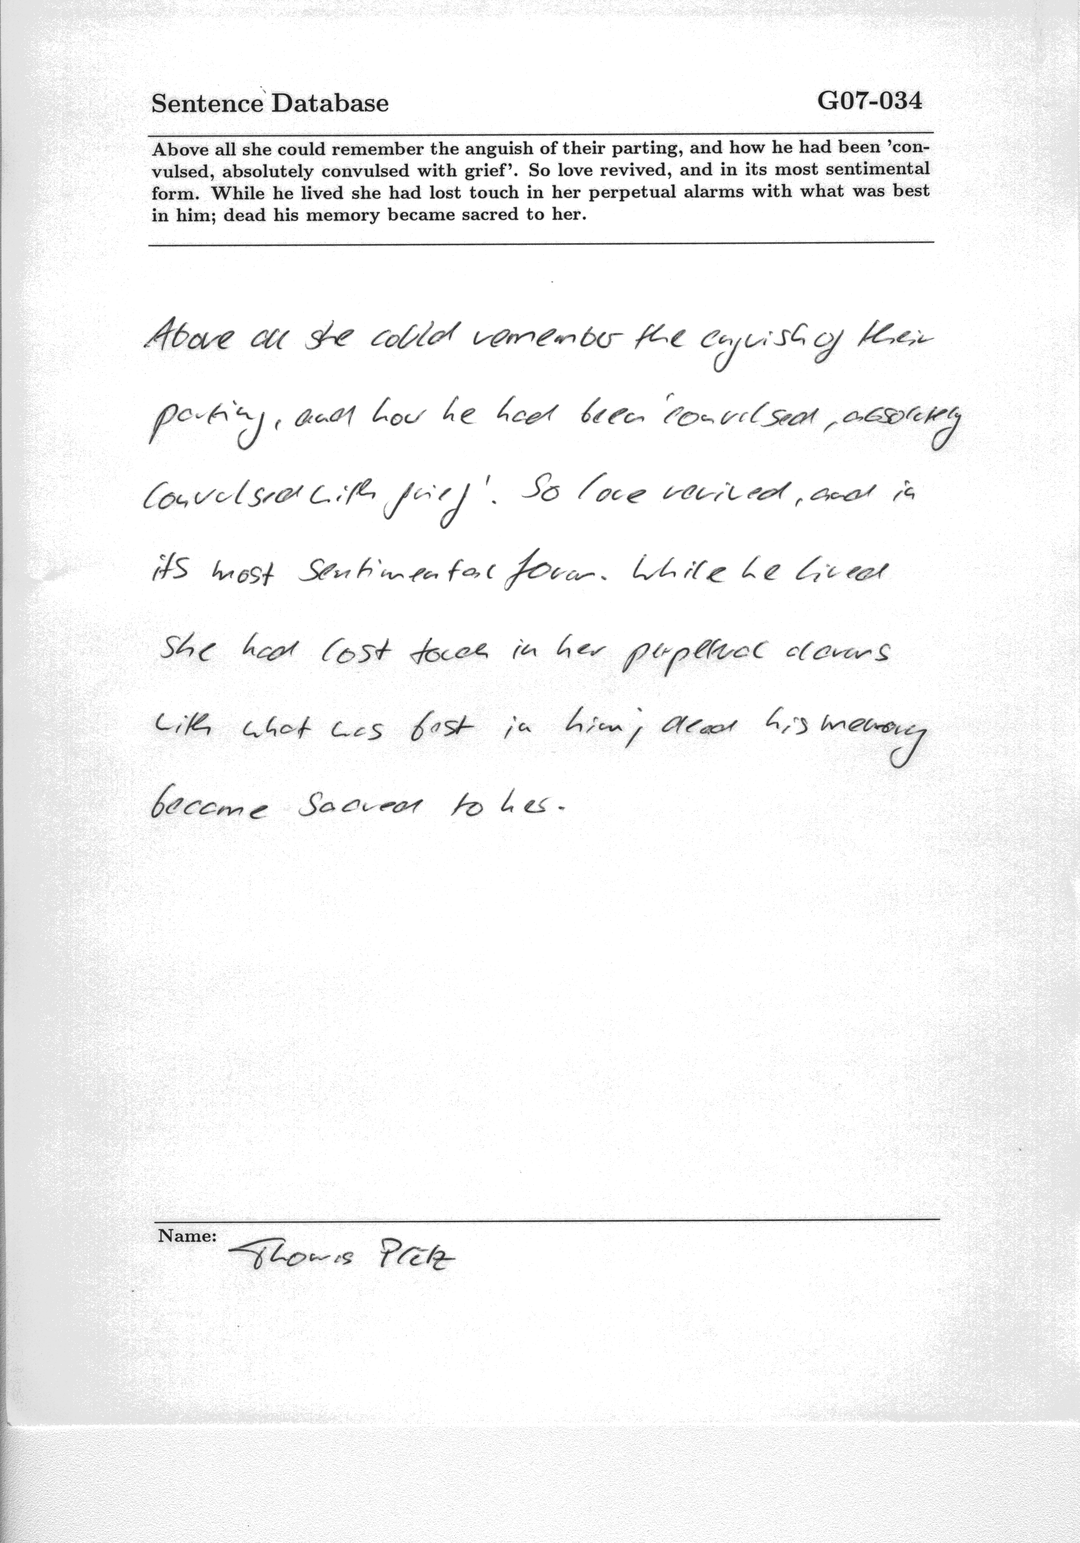 Sentence Database G07-034
Above all she could remember the anguish of their parting, and how he had been 'con-
vulsed, absolutely convulsed with grief'. So love revived, and in its most sentimental
form. While he lived she had lost touch in her perpetual alarms with what was best
in him; dead his memory became sacred to her.
Above all she could remember the anguish of their
parting, and how he had been 'convulsed, absolutely
convulsed with grief'. So love revived, and in
its most sentimental form. While he lived
she had lost touch in her perpetual alarms
with what was best in him; dead his memory
became sacred to her.
Name: Thomas